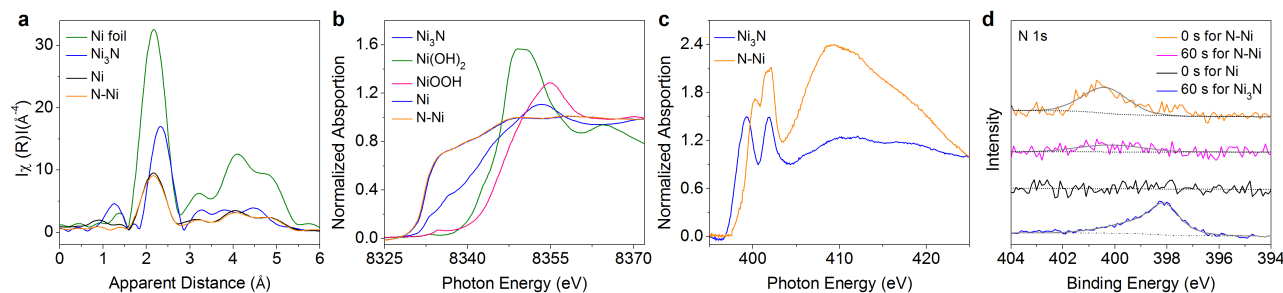 a
Ni foil
Ni3N
Ni
N-Ni
30
20
10
0
0 1 2 3 4 5 6
Apparent Distance (Å)
Iχ (R)|(Å⁻⁴)
b
Ni3N
Ni(OH)2
NiOOH
Ni
N-Ni
1.6
1.2
0.8
0.4
0.0
8325 8340 8355 8370
Photon Energy (eV)
Normalized Absortion
c
Ni3N
N-Ni
2.4
1.8
1.2
0.6
0.0
400 410 420
Photon Energy (eV)
Normalized Absortion
d
N 1s
0 s for N-Ni
60 s for N-Ni
0 s for Ni
60 s for Ni3N
404 402 400 398 396 394
Binding Energy (eV)
Intensity